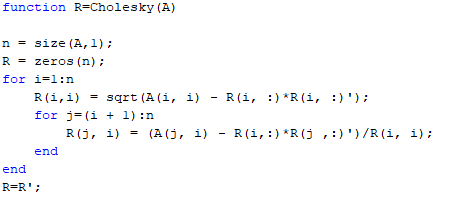 function R=Cholesky(A)
n = size(A,1);
R = zeros(n);
for i=1:n
R(i,i) = sqrt(A(i, i) - R(i, :)*R(i, :)');
for j=(i + 1):n
R(j, i) = (A(j, i) - R(i,:)*R(j ,:)')/R(i, i);
end
end
R=R';